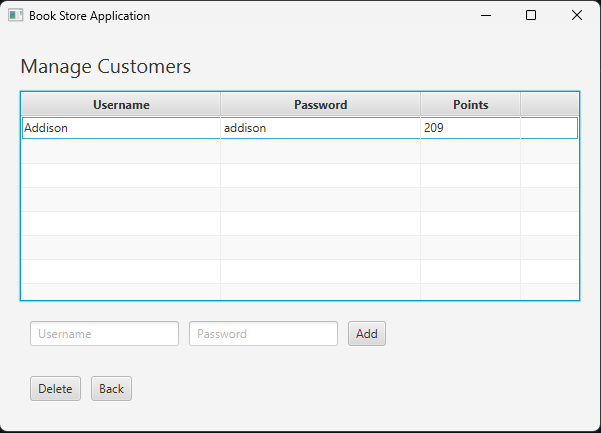 Book Store Application
Manage Customers
Username Password Points
Addison addison 209
Username Password Add
Delete Back